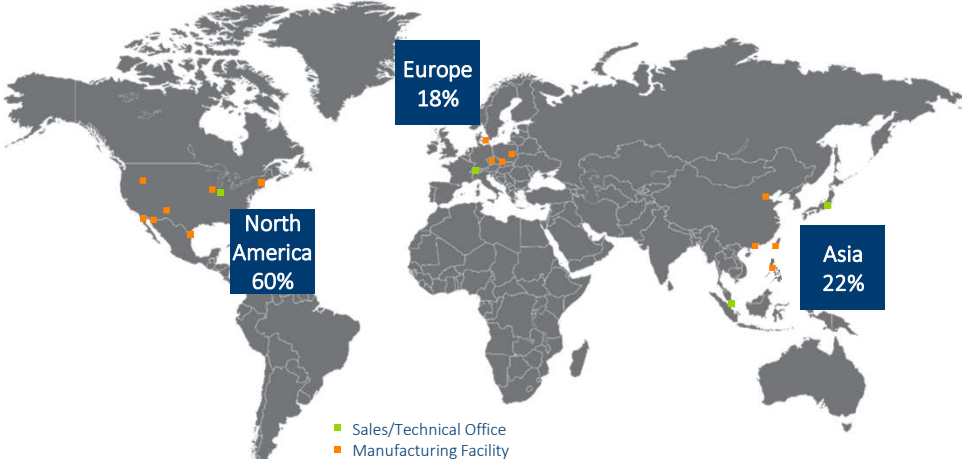 Europe
18%
North
America
60%
Asia
22%
Sales/Technical Office
Manufacturing Facility